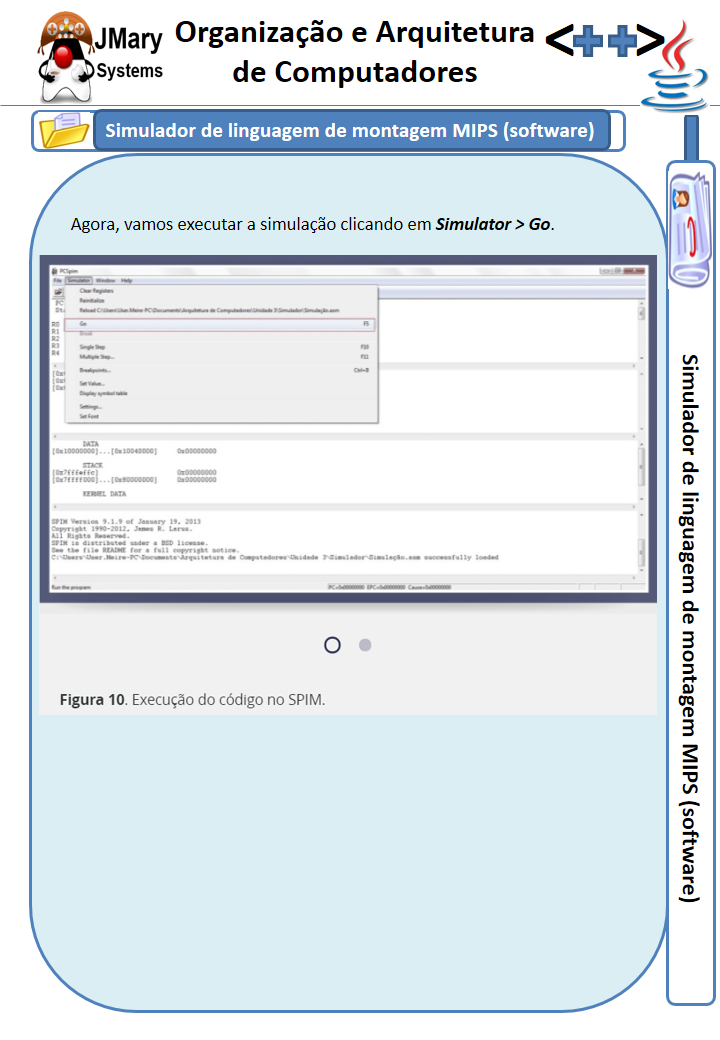 JMary
Systems
Organização e Arquitetura
de Computadores
<++>
Simulador de linguagem de montagem MIPS (software)
Agora, vamos executar a simulação clicando em Simulator > Go.
PCSpim
File Simulator Window Help
Clear Registers
Reinitialize
Reload C:\Users\User.Meire-PC\Documents\Arquitetura de Computadores\Unidade 3\Simulador\Simulação.asm
PC
Go F5
R0
Break
R1
R2
Single Step F10
R3
Multiple Step... F11
R4
Breakpoints... Ctrl+B
Set Value...
Display symbol table
Settings...
Set Font
DATA
[0x10000000]...[0x10040000] 0x00000000
STACK
[0x7fffeffc] 0x00000000
[0x7ffff000]...[0x80000000] 0x00000000
KERNEL DATA
SPIM Version 9.1.9 of January 19, 2013
Copyright 1990-2012, James R. Larus.
All Rights Reserved.
SPIM is distributed under a BSD license.
See the file README for a full copyright notice.
C:\Users\User.Meire-PC\Documents\Arquitetura de Computadores\Unidade 3\Simulador\Simulação.asm successfully loaded
Run the program PC=0x00000000 EPC=0x00000000 Cause=0x00000000
Figura 10. Execução do código no SPIM.
Simulador de linguagem de montagem MIPS (software)